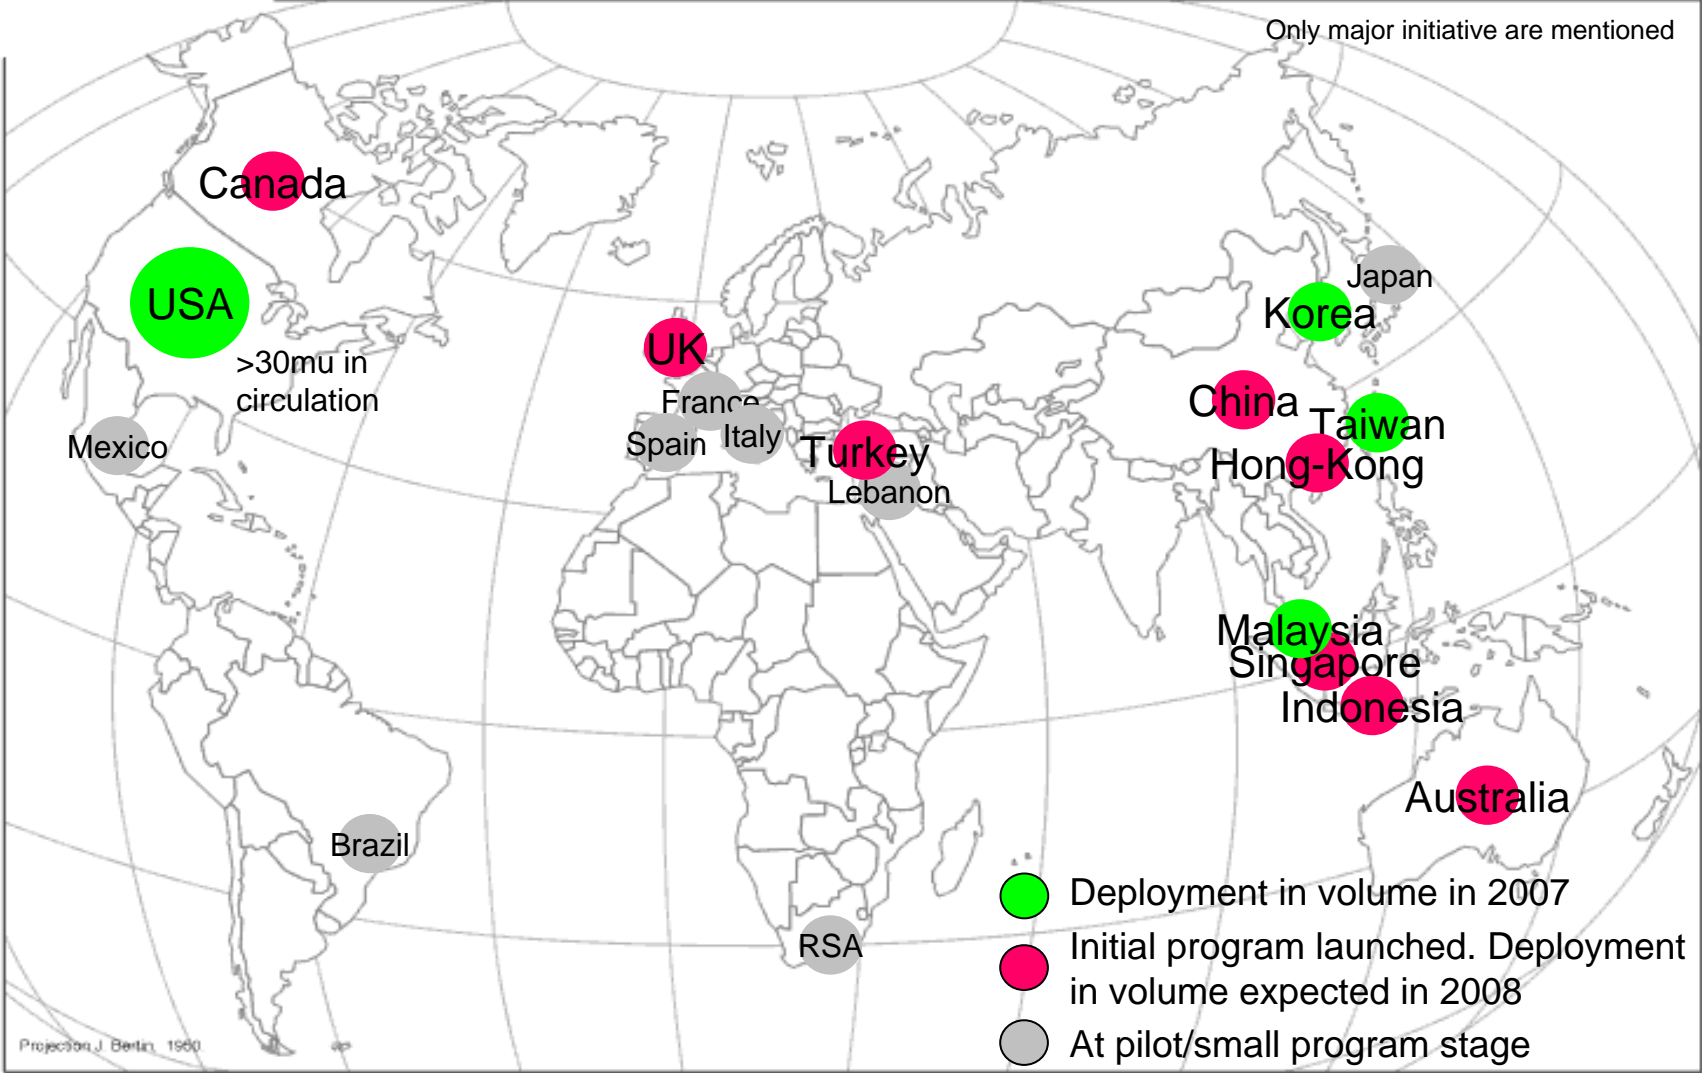 Only major initiative are mentioned
Canada
USA
>30mu in
circulation
Mexico
Brazil
UK
France
Spain
Italy
Turkey
Lebanon
RSA
Japan
Korea
China
Taiwan
Hong-Kong
Malaysia
Singapore
Indonesia
Australia
Deployment in volume in 2007
Initial program launched. Deployment
in volume expected in 2008
At pilot/small program stage
Projection J. Bertin, 1950